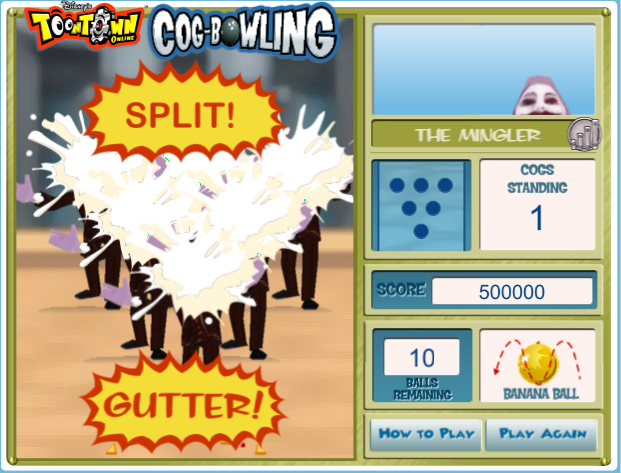 Disney's
TOONTOWN
ONLINE
COG-BOWLING
SPLIT!
THE MINGLER
COGS
STANDING
1
SCORE 500000
10
BALLS
REMAINING
BANANA BALL
GUTTER!
HOW TO PLAY
PLAY AGAIN